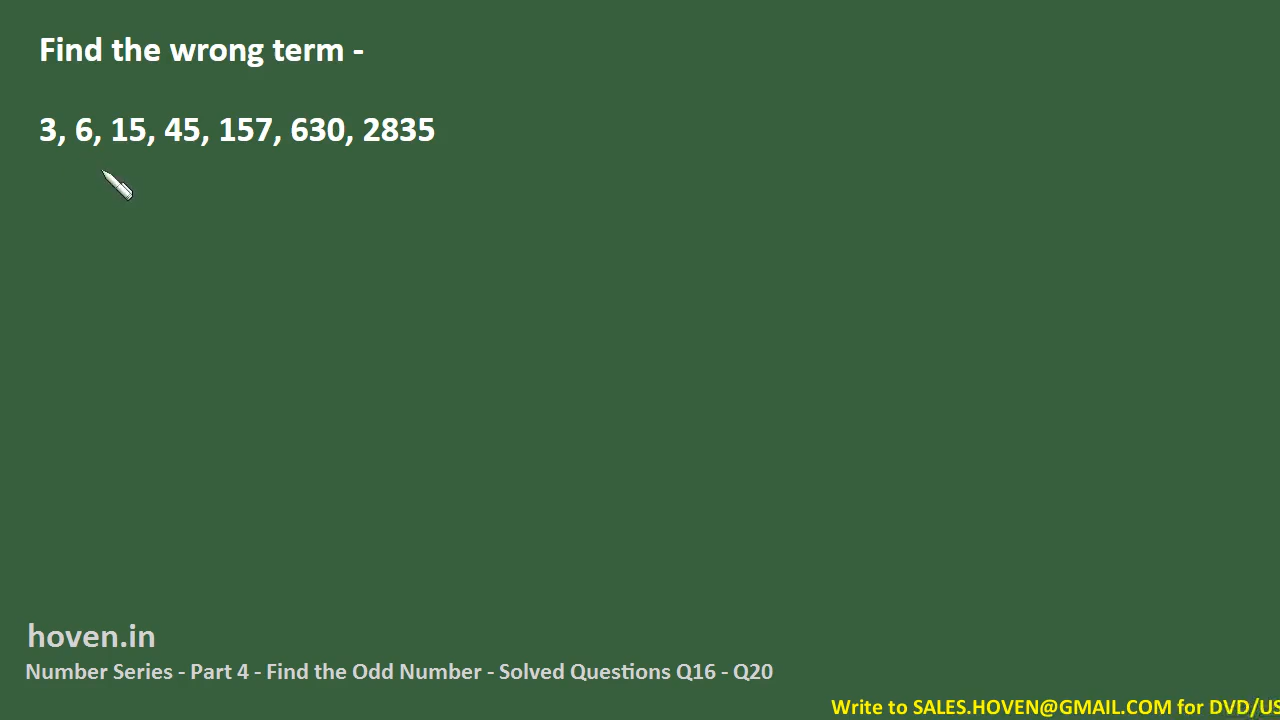 Find the wrong term -
3, 6, 15, 45, 157, 630, 2835
hoven.in
Number Series - Part 4 - Find the Odd Number - Solved Questions Q16 - Q20
Write to SALES.HOVEN@GMAIL.COM for DVD/US